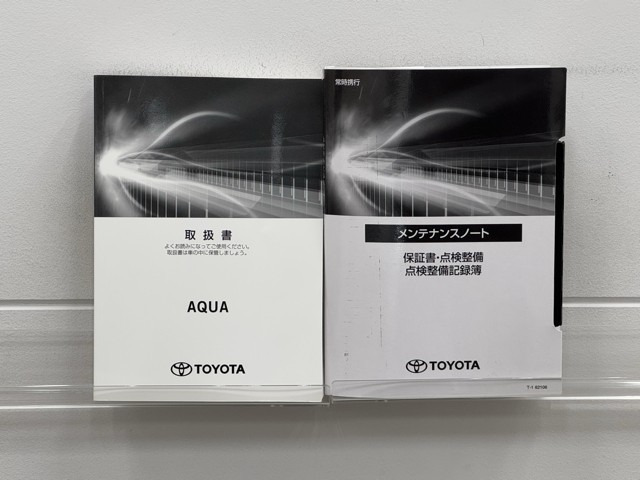 取扱書
よくお読みになってご使用ください。
取扱書は車の中に保管しましょう。
AQUA
TOYOTA
常時携行
メンテナンスノート
保証書・点検整備
点検整備記録簿
TOYOTA
T-1 92106